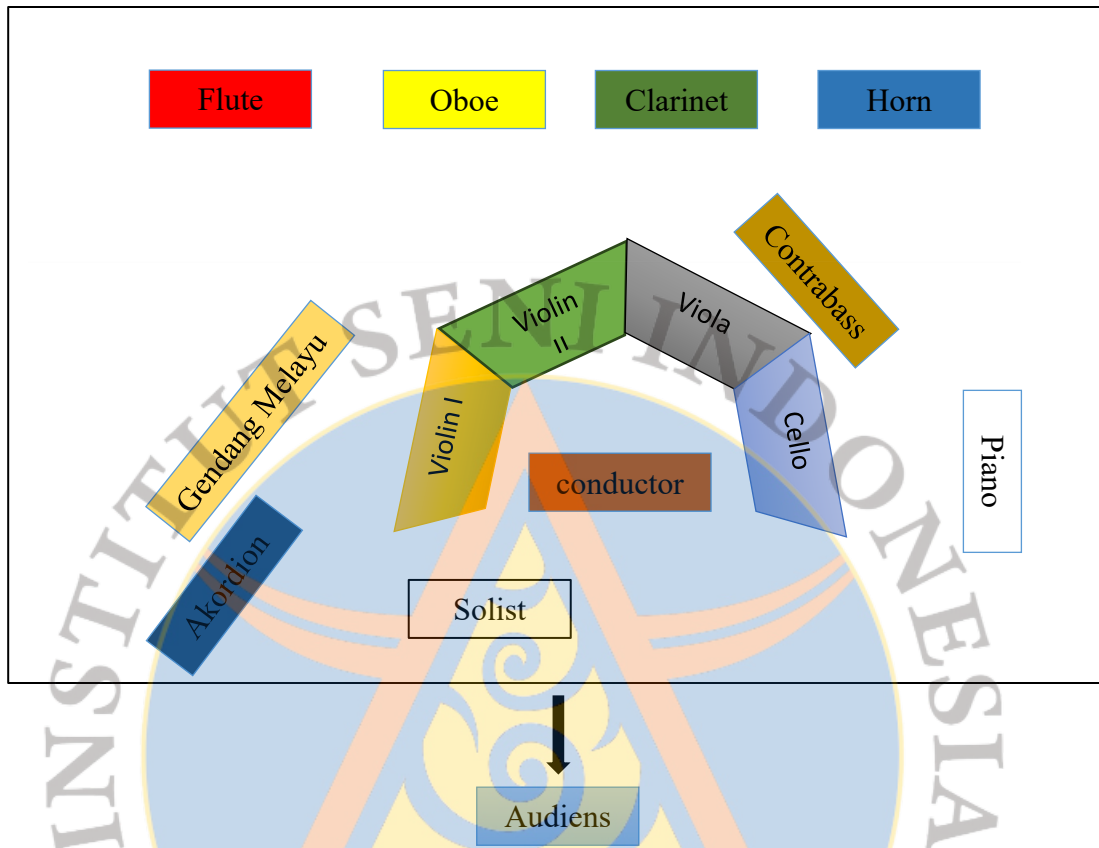 Flute
Oboe
Clarinet
Horn
Contrabass
Violin
II
Viola
Gendang Melayu
Violin I
Cello
conductor
Piano
Akordion
Solist
Audiens
INSTITUT SENI INDONESIA